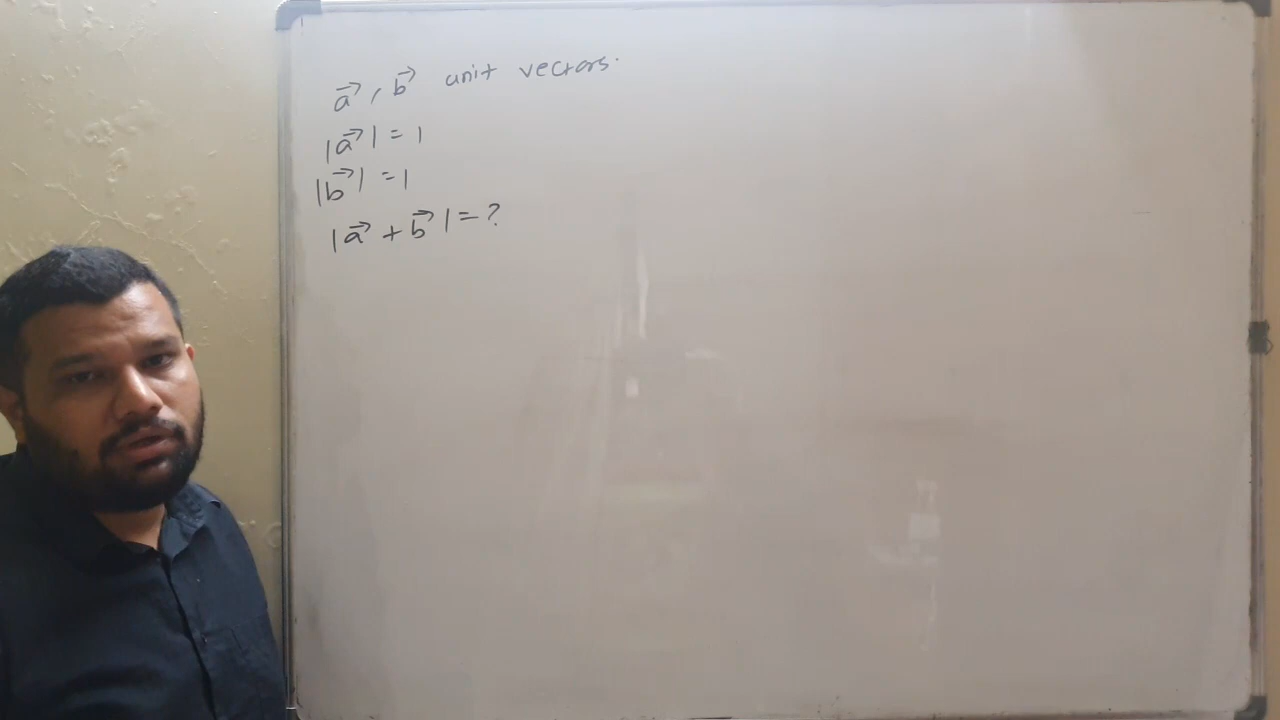 a⃗, b⃗ unit vectors.
|a⃗| = 1
|b⃗| = 1
|a⃗ + b⃗| = ?